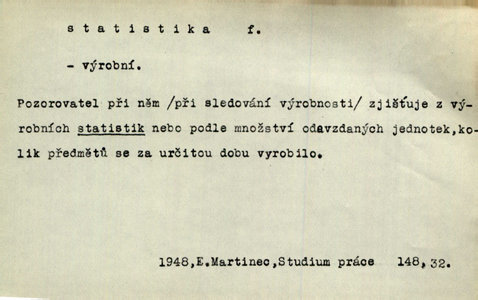 statistika f.
- výrobní.
Pozorovatel při něm /při sledování výrobnosti/ zjišťuje z vý-
robních statistik nebo podle množství odavzdaných jednotek,ko-
lik předmětů se za určitou dobu vyrobilo.
1948,E.Martinec,Studium práce 148,32.